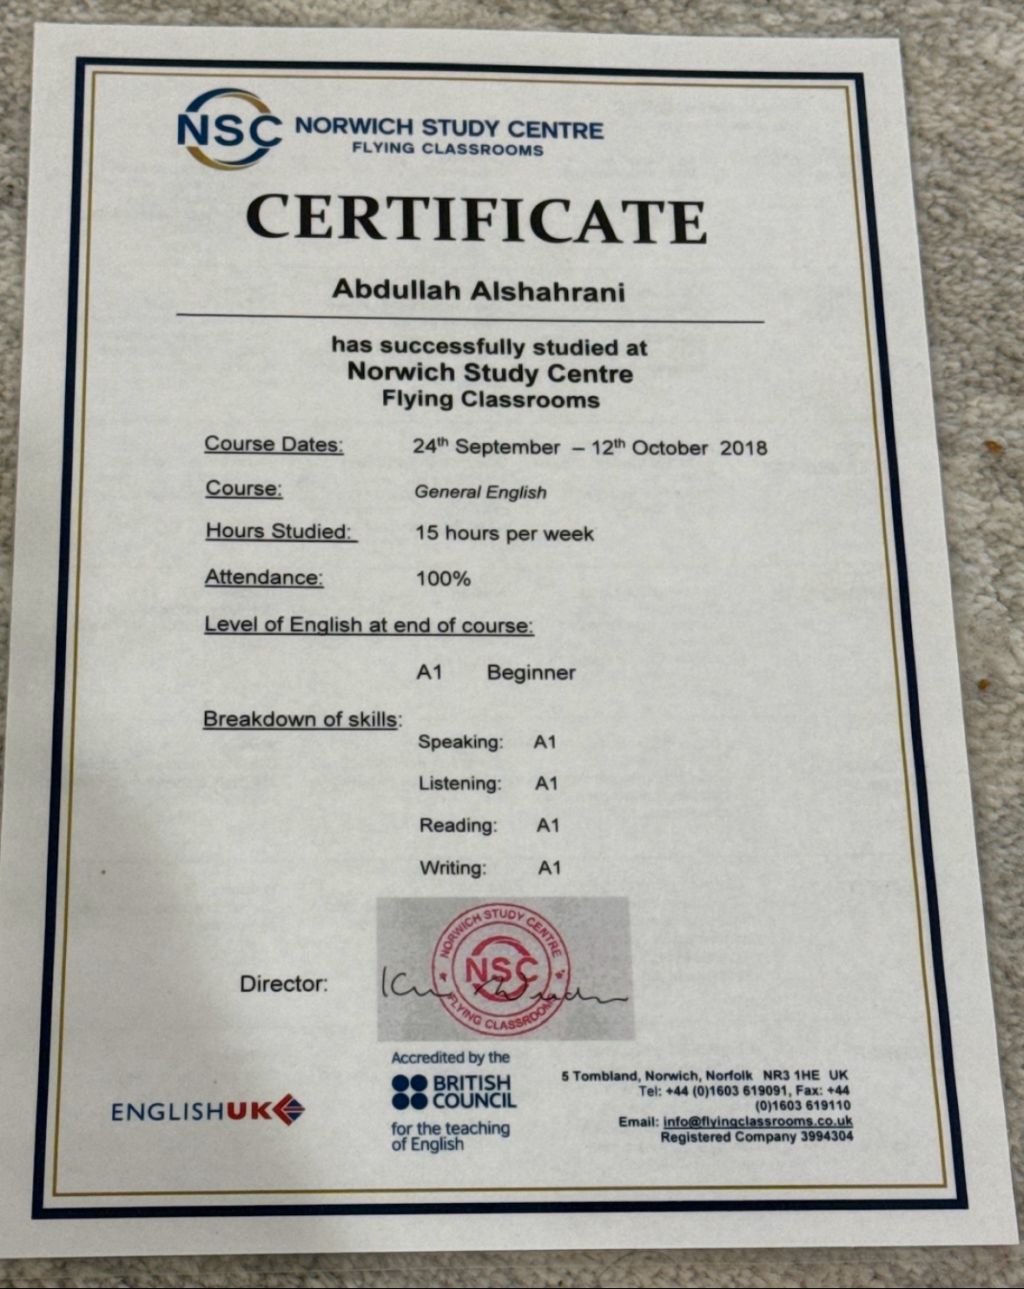 NSC NORWICH STUDY CENTRE
FLYING CLASSROOMS
CERTIFICATE
Abdullah Alshahrani
has successfully studied at
Norwich Study Centre
Flying Classrooms
Course Dates: 24th September – 12th October 2018
Course: General English
Hours Studied: 15 hours per week
Attendance: 100%
Level of English at end of course:
A1 Beginner
Breakdown of skills:
Speaking: A1
Listening: A1
Reading: A1
Writing: A1
NORWICH STUDY CENTRE
NSC
FLYING CLASSROOMS
Director:
Accredited by the
BRITISH
COUNCIL
for the teaching
of English
ENGLISHUK
5 Tombland, Norwich, Norfolk NR3 1HE UK
Tel: +44 (0)1603 619091, Fax: +44
(0)1603 619110
Email: info@flyingclassrooms.co.uk
Registered Company 3994304